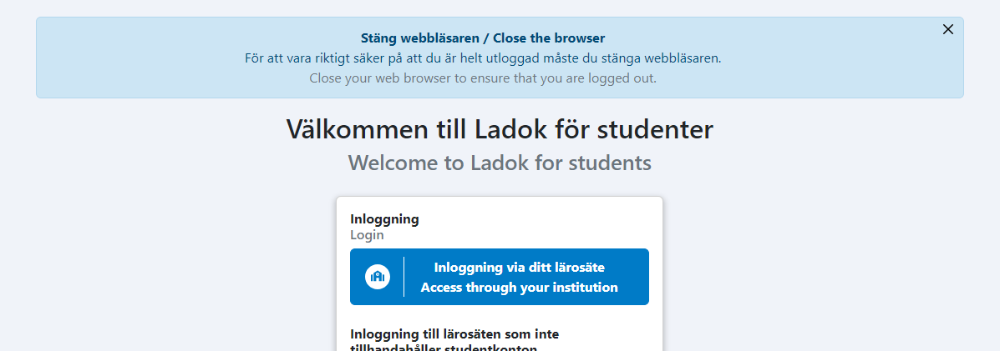 Stäng webbläsaren / Close the browser
För att vara riktigt säker på att du är helt utloggad måste du stänga webbläsaren.
Close your web browser to ensure that you are logged out.
Välkommen till Ladok för studenter
Welcome to Ladok for students
Inloggning
Login
Inloggning via ditt lärosäte
Access through your institution
Inloggning till lärosäten som inte
tillhandahåller studentkonton